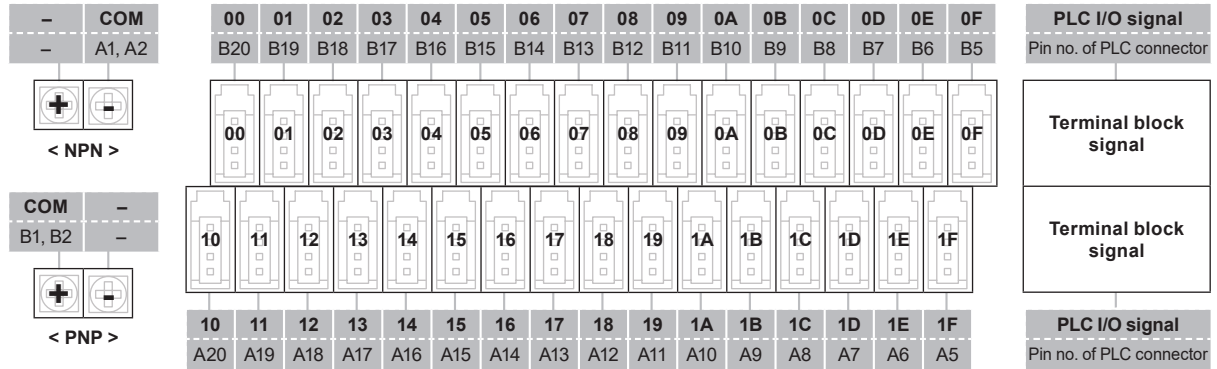 – COM 00 01 02 03 04 05 06 07 08 09 0A 0B 0C 0D 0E 0F PLC I/O signal
– A1, A2 B20 B19 B18 B17 B16 B15 B14 B13 B12 B11 B10 B9 B8 B7 B6 B5 Pin no. of PLC connector
+ -
00 01 02 03 04 05 06 07 08 09 0A 0B 0C 0D 0E 0F Terminal block
signal
< NPN >
COM –
B1, B2 –
10 11 12 13 14 15 16 17 18 19 1A 1B 1C 1D 1E 1F Terminal block
signal
+ -
< PNP >
10 11 12 13 14 15 16 17 18 19 1A 1B 1C 1D 1E 1F PLC I/O signal
A20 A19 A18 A17 A16 A15 A14 A13 A12 A11 A10 A9 A8 A7 A6 A5 Pin no. of PLC connector